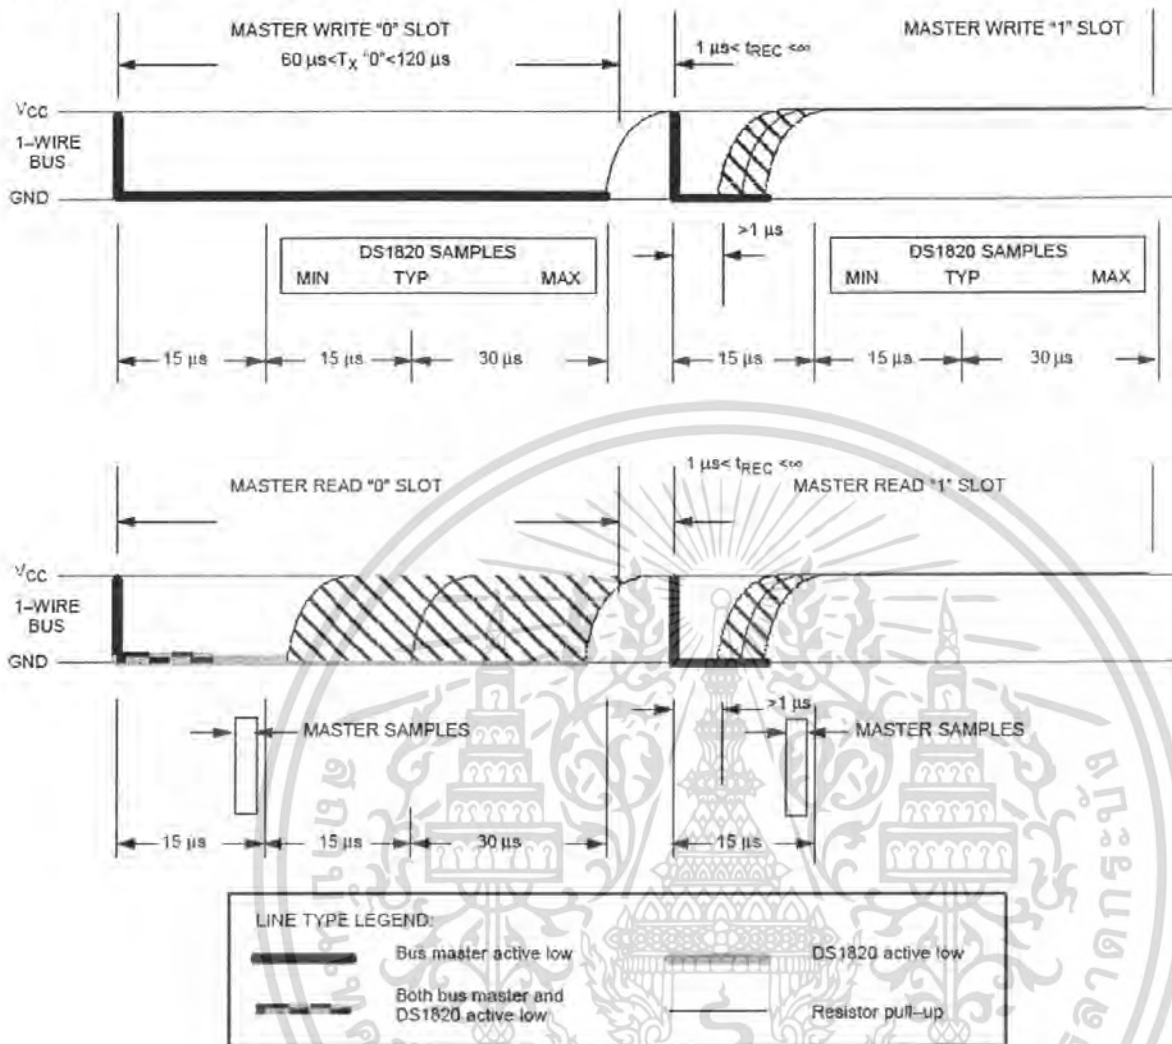 MASTER WRITE "0" SLOT
60 µs<TX "0"<120 µs
1 µs< tREC <∞
MASTER WRITE "1" SLOT
VCC
1–WIRE
BUS
GND
>1 µs
DS1820 SAMPLES
MIN TYP MAX
DS1820 SAMPLES
MIN TYP MAX
15 µs 15 µs 30 µs
15 µs 15 µs 30 µs
MASTER READ "0" SLOT
1 µs< tREC <∞
MASTER READ "1" SLOT
VCC
1–WIRE
BUS
GND
>1 µs
MASTER SAMPLES
MASTER SAMPLES
15 µs 15 µs 30 µs
15 µs
LINE TYPE LEGEND:
Bus master active low
DS1820 active low
Both bus master and
DS1820 active low
Resistor pull–up